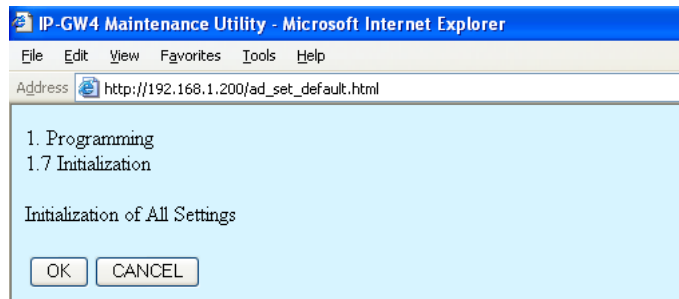 IP-GW4 Maintenance Utility - Microsoft Internet Explorer
File Edit View Favorites Tools Help
Address http://192.168.1.200/ad_set_default.html
1. Programming
1.7 Initialization
Initialization of All Settings
OK CANCEL